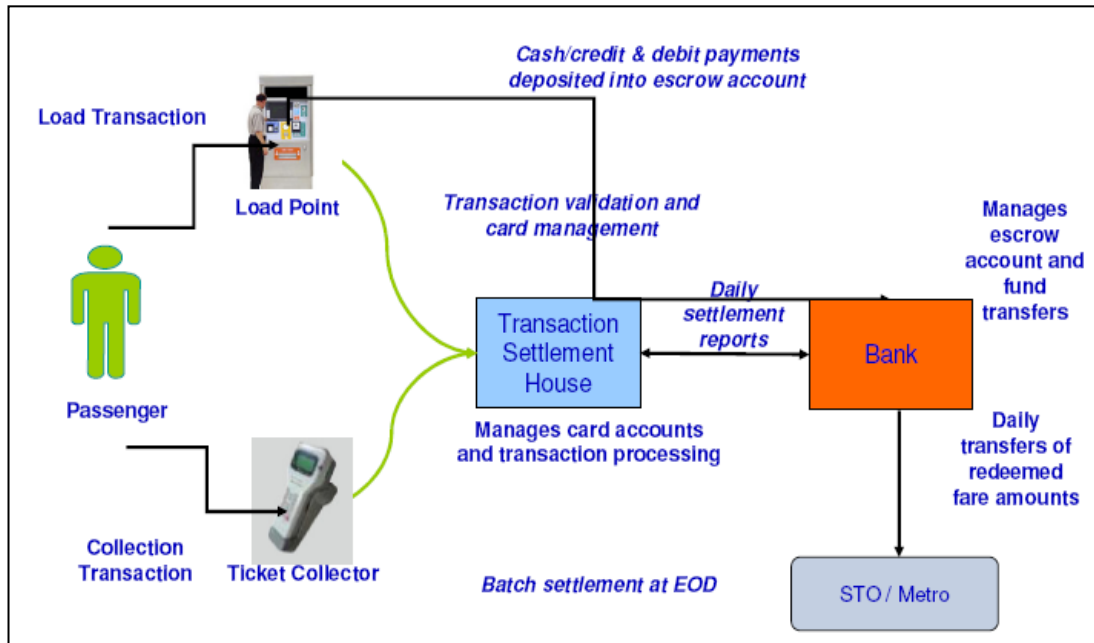 Cash/credit & debit payments
deposited into escrow account
Load Transaction
Load Point
Transaction validation and
card management
Manages
escrow
account and
fund
transfers
Daily
settlement
reports
Transaction
Settlement
House
Bank
Passenger
Manages card accounts
and transaction processing
Daily
transfers of
redeemed
fare amounts
Collection
Transaction
Ticket Collector
Batch settlement at EOD
STO / Metro